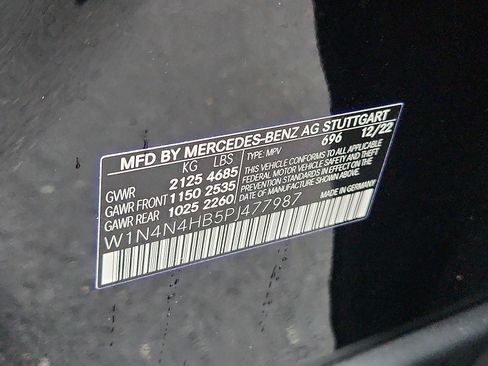 MFD BY MERCEDES-BENZ AG STUTTGART
KG LBS TYPE: MPV 696 12/22
GVWR 2125 4685 THIS VEHICLE CONFORMS TO ALL APPLICABLE
GAWR FRONT 1150 2535 FEDERAL MOTOR VEHICLE SAFETY AND THEFT
GAWR REAR 1025 2260 PREVENTION STANDARDS IN EFFECT ON THE
DATE OF MANUFACTURE SHOWN ABOVE.
W1N4N4HB5PJ477987
MADE IN GERMANY